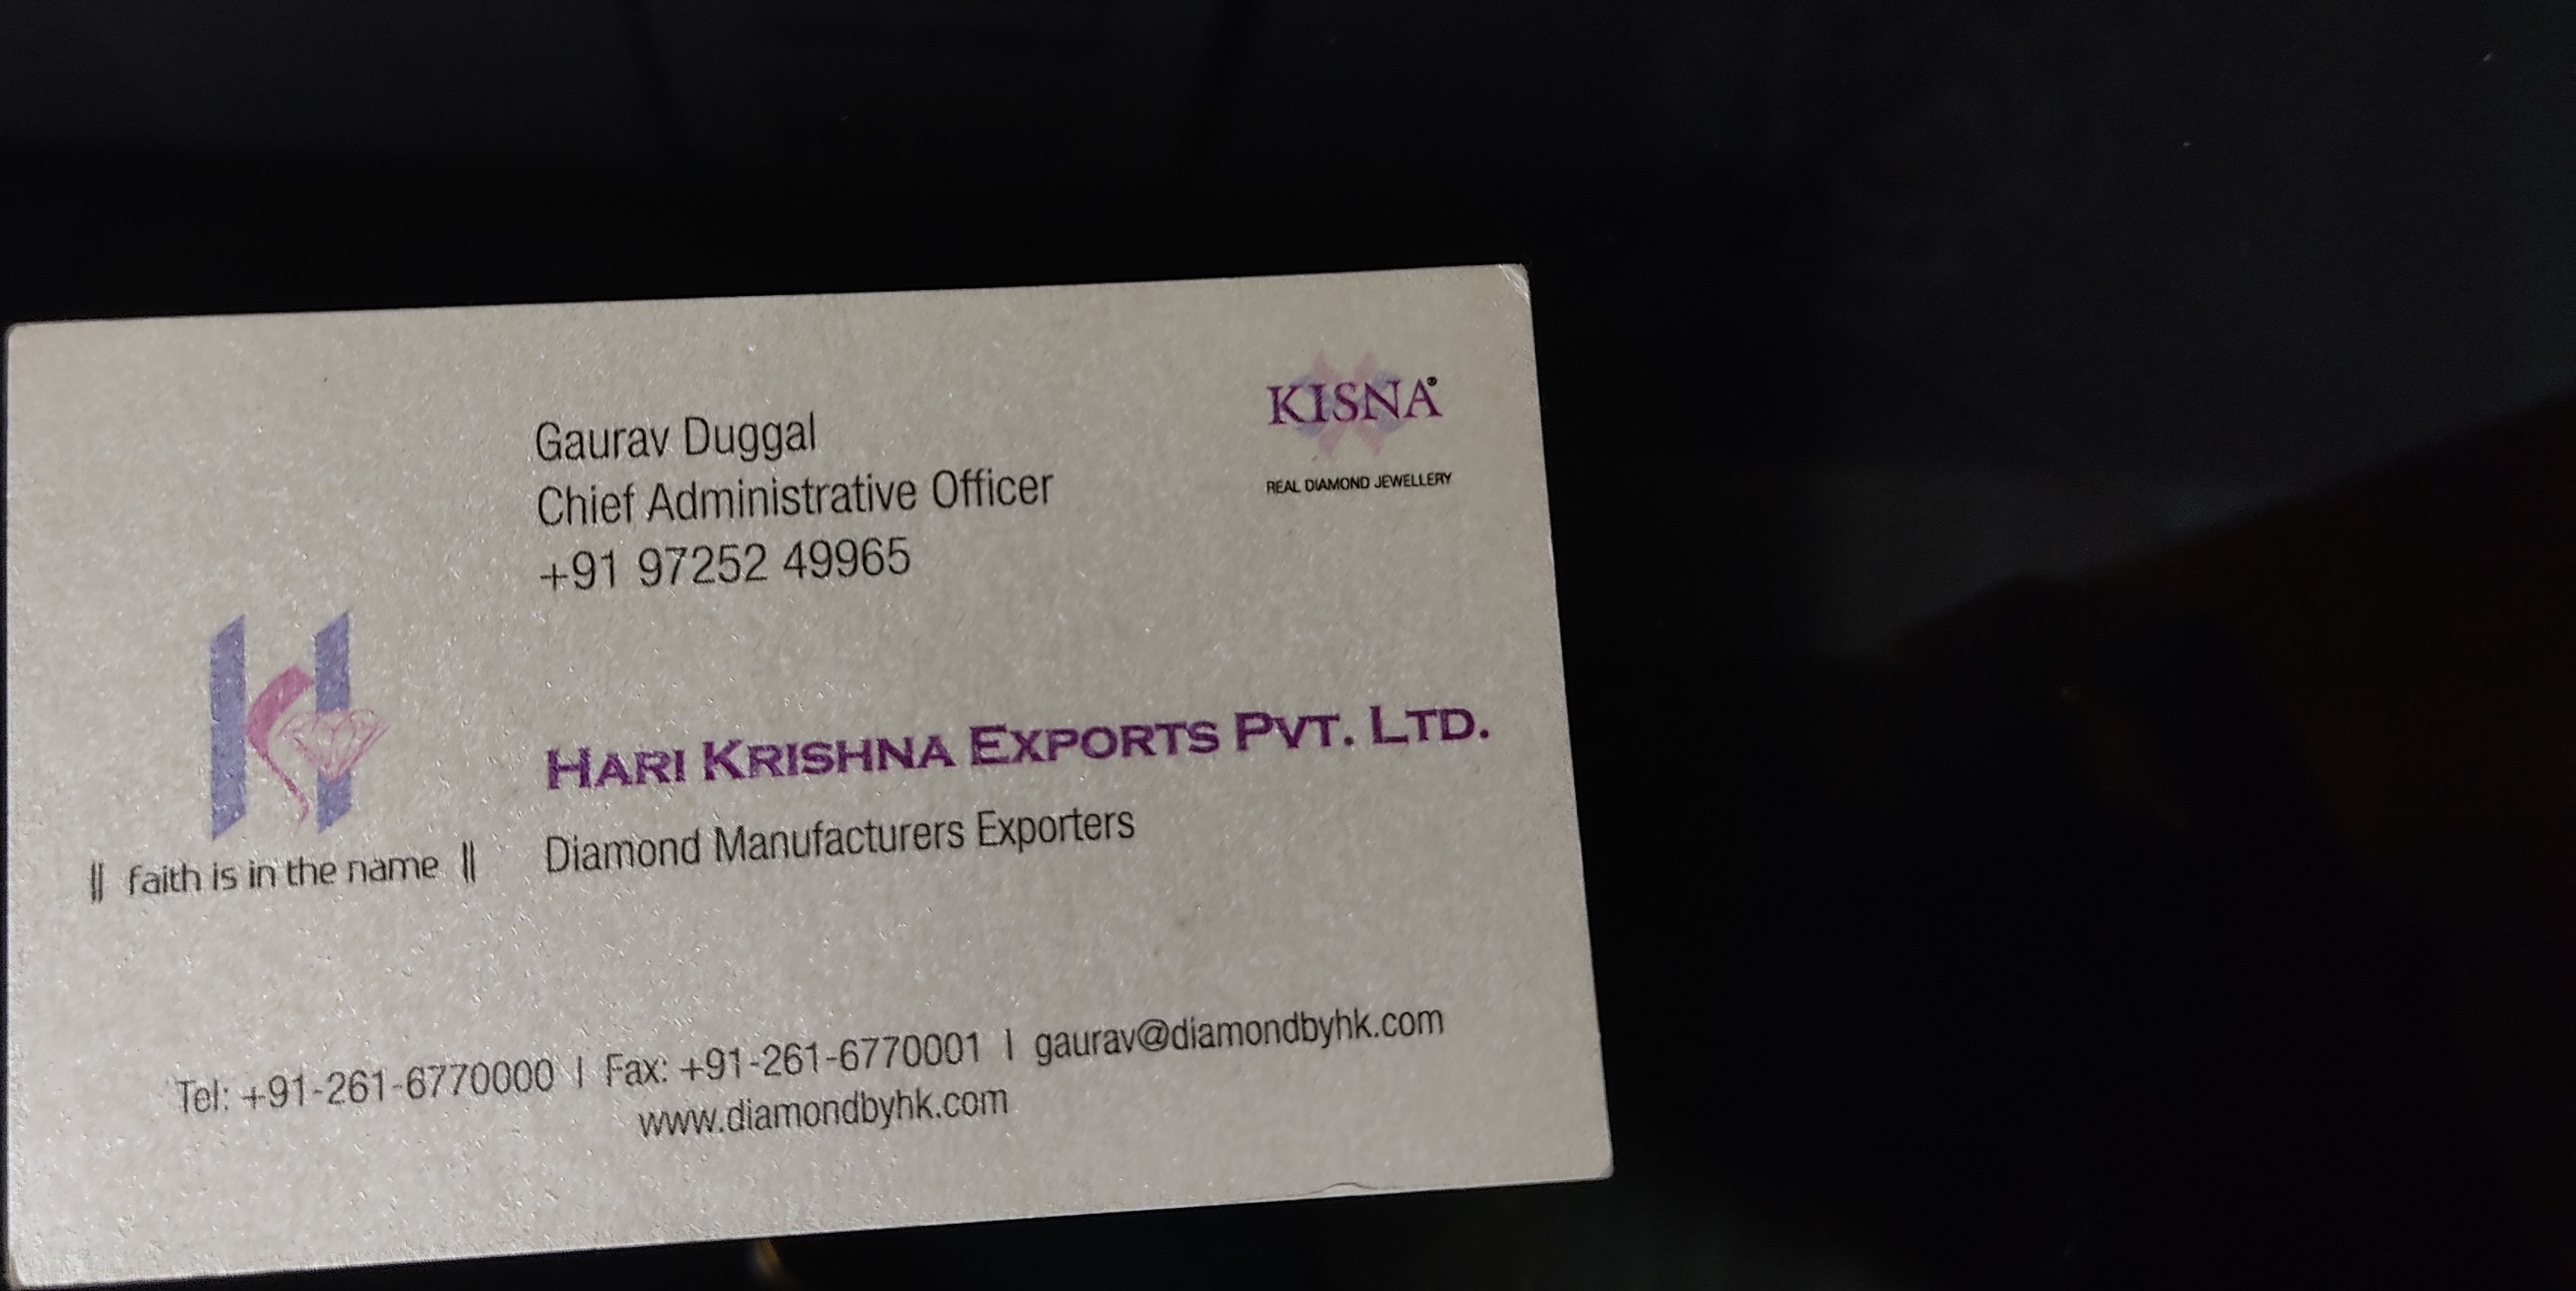 Gaurav Duggal
Chief Administrative Officer
+91 97252 49965
KISNA®
REAL DIAMOND JEWELLERY
HK
|| faith is in the name ||
HARI KRISHNA EXPORTS PVT. LTD.
Diamond Manufacturers Exporters
Tel: +91-261-6770000 I Fax: +91-261-6770001 I gaurav@diamondbyhk.com
www.diamondbyhk.com